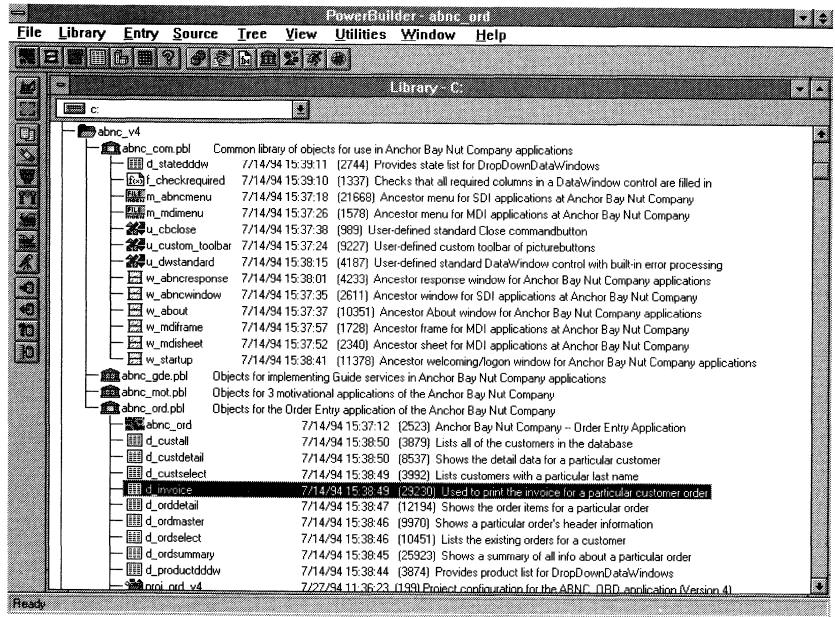 PowerBuilder - abnc_ord
File Library Entry Source Tree View Utilities Window Help
Library - C:
c:
abnc_v4
abnc_com.pbl Common library of objects for use in Anchor Bay Nut Company applications
d_statedddw 7/14/94 15:39:11 (2744) Provides state list for DropDownDataWindows
f_checkrequired 7/14/94 15:39:10 (1337) Checks that all required columns in a DataWindow control are filled in
m_abncmenu 7/14/94 15:37:18 (21668) Ancestor menu for SDI applications at Anchor Bay Nut Company
m_mdimenu 7/14/94 15:37:26 (1578) Ancestor menu for MDI applications at Anchor Bay Nut Company
u_cbclose 7/14/94 15:37:38 (989) User-defined standard Close commandbutton
u_custom_toolbar 7/14/94 15:37:24 (9227) User-defined custom toolbar of picturebuttons
u_dwstandard 7/14/94 15:38:15 (4187) User-defined standard DataWindow control with built-in error processing
w_abncresponse 7/14/94 15:38:01 (4233) Ancestor response window for Anchor Bay Nut Company applications
w_abncwindow 7/14/94 15:37:35 (2611) Ancestor window for SDI applications at Anchor Bay Nut Company
w_about 7/14/94 15:37:37 (10351) Ancestor About window for Anchor Bay Nut Company applications
w_mdiframe 7/14/94 15:37:57 (1728) Ancestor frame for MDI applications at Anchor Bay Nut Company
w_mdisheet 7/14/94 15:37:52 (2340) Ancestor sheet for MDI applications at Anchor Bay Nut Company
w_startup 7/14/94 15:38:41 (11378) Ancestor welcoming/logon window for Anchor Bay Nut Company applications
abnc_gde.pbl Objects for implementing Guide services in Anchor Bay Nut Company applications
abnc_mot.pbl Objects for 3 motivational applications of the Anchor Bay Nut Company
abnc_ord.pbl Objects for the Order Entry application of the Anchor Bay Nut Company
abnc_ord 7/14/94 15:37:12 (2523) Anchor Bay Nut Company -- Order Entry Application
d_custall 7/14/94 15:38:50 (3879) Lists all of the customers in the database
d_custdetail 7/14/94 15:38:50 (8537) Shows the detail data for a particular customer
d_custselect 7/14/94 15:38:49 (3992) Lists customers with a particular last name
d_invoice 7/14/94 15:38:49 (29230) Used to print the invoice for a particular customer order
d_orddetail 7/14/94 15:38:47 (12194) Shows the order items for a particular order
d_ordmaster 7/14/94 15:38:46 (9970) Shows a particular order's header information
d_ordselect 7/14/94 15:38:46 (10451) Lists the existing orders for a customer
d_ordsummary 7/14/94 15:38:45 (25923) Shows a summary of all info about a particular order
d_productdddw 7/14/94 15:38:44 (3874) Provides product list for DropDownDataWindows
proj_ord_v4 7/27/94 11:36:23 (199) Project configuration for the ABNC_ORD application (Version 4)
Ready